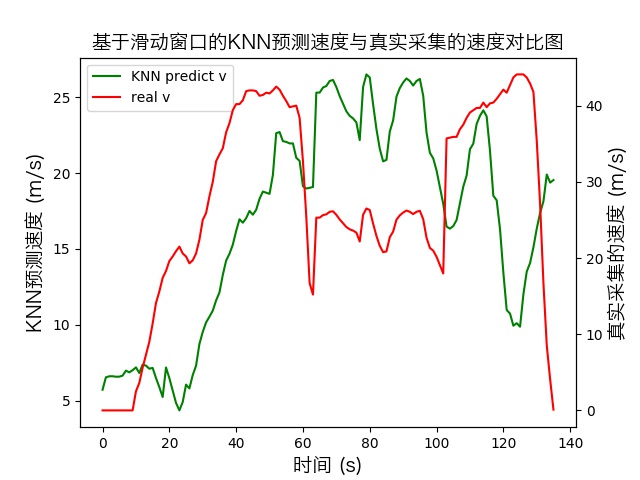 基于滑动窗口的KNN预测速度与真实采集的速度对比图
KNN predict v
real v
KNN预测速度 (m/s)
25
20
15
10
5
真实采集的速度 (m/s)
40
30
20
10
0
0 20 40 60 80 100 120 140
时间 (s)